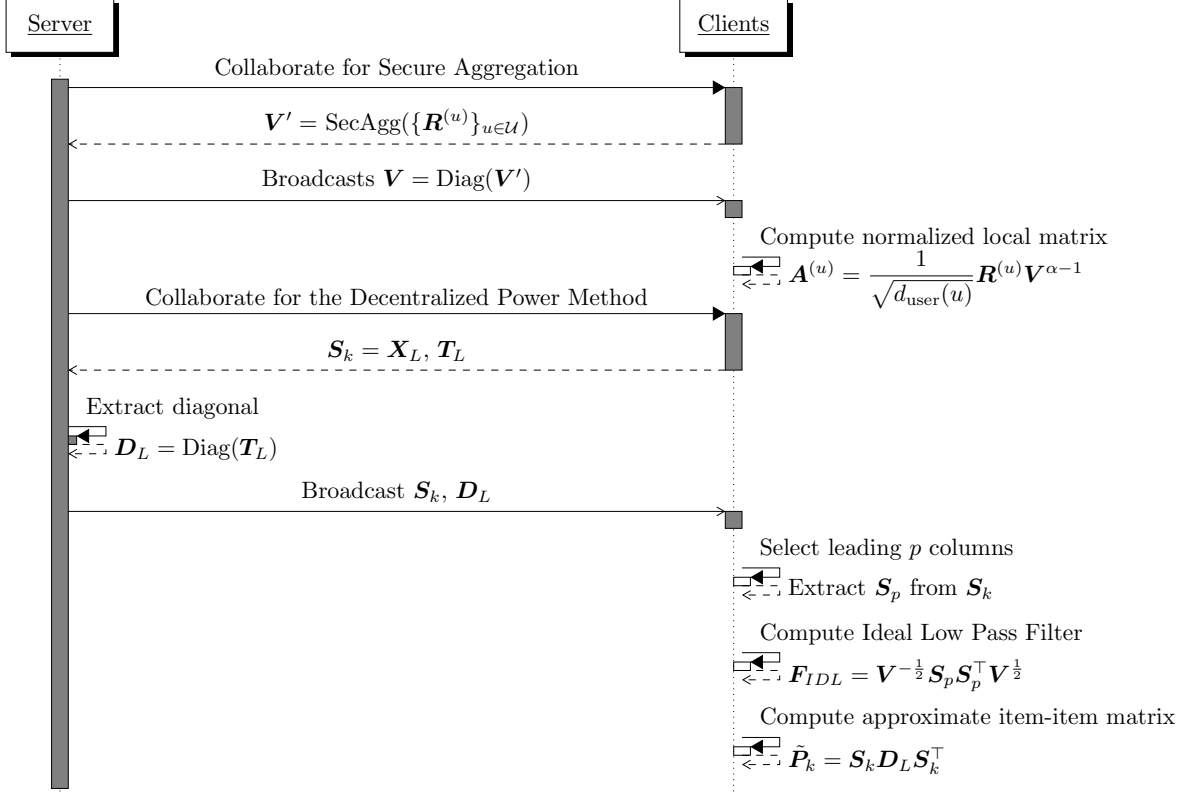 Server
Clients
Collaborate for Secure Aggregation
𝑽′ = SecAgg({𝑹⁽ᵘ⁾}_{u∈𝒰})
Broadcasts 𝑽 = Diag(𝑽′)
Compute normalized local matrix
𝑨⁽ᵘ⁾ = 1/√(d_user(u)) 𝑹⁽ᵘ⁾𝑽^{α−1}
Collaborate for the Decentralized Power Method
𝑺_k = 𝑿_L, 𝑻_L
Extract diagonal
𝑫_L = Diag(𝑻_L)
Broadcast 𝑺_k, 𝑫_L
Select leading p columns
Extract 𝑺_p from 𝑺_k
Compute Ideal Low Pass Filter
𝑭_{IDL} = 𝑽^{−1/2} 𝑺_p 𝑺_p^⊤ 𝑽^{1/2}
Compute approximate item-item matrix
𝑷̃_k = 𝑺_k 𝑫_L 𝑺_k^⊤